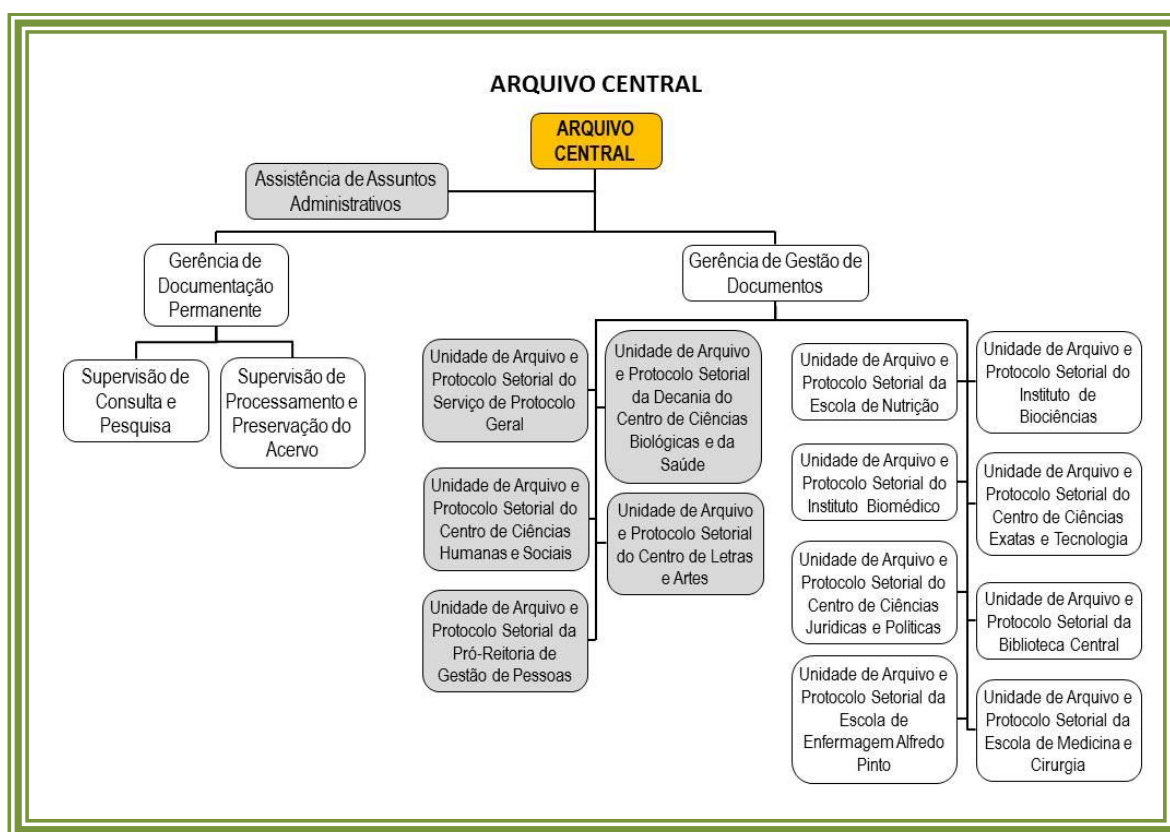 ARQUIVO CENTRAL
ARQUIVO
CENTRAL
Assistência de Assuntos
Administrativos
Gerência de
Documentação
Permanente
Gerência de Gestão de
Documentos
Supervisão de
Consulta e
Pesquisa
Supervisão de
Processamento e
Preservação do
Acervo
Unidade de Arquivo e
Protocolo Setorial do
Serviço de Protocolo
Geral
Unidade de Arquivo
e Protocolo Setorial
da Decania do
Centro de Ciências
Biológicas e da
Saúde
Unidade de Arquivo e
Protocolo Setorial do
Centro de Ciências
Humanas e Sociais
Unidade de Arquivo
e Protocolo Setorial
do Centro de Letras
e Artes
Unidade de Arquivo e
Protocolo Setorial da
Pró-Reitoria de
Gestão de Pessoas
Unidade de Arquivo e
Protocolo Setorial da
Escola de Nutrição
Unidade de Arquivo e
Protocolo Setorial do
Instituto de
Biociências
Unidade de Arquivo e
Protocolo Setorial do
Instituto Biomédico
Unidade de Arquivo e
Protocolo Setorial do
Centro de Ciências
Exatas e Tecnologia
Unidade de Arquivo e
Protocolo Setorial do
Centro de Ciências
Jurídicas e Políticas
Unidade de Arquivo e
Protocolo Setorial da
Biblioteca Central
Unidade de Arquivo e
Protocolo Setorial da
Escola de
Enfermagem Alfredo
Pinto
Unidade de Arquivo e
Protocolo Setorial da
Escola de Medicina e
Cirurgia